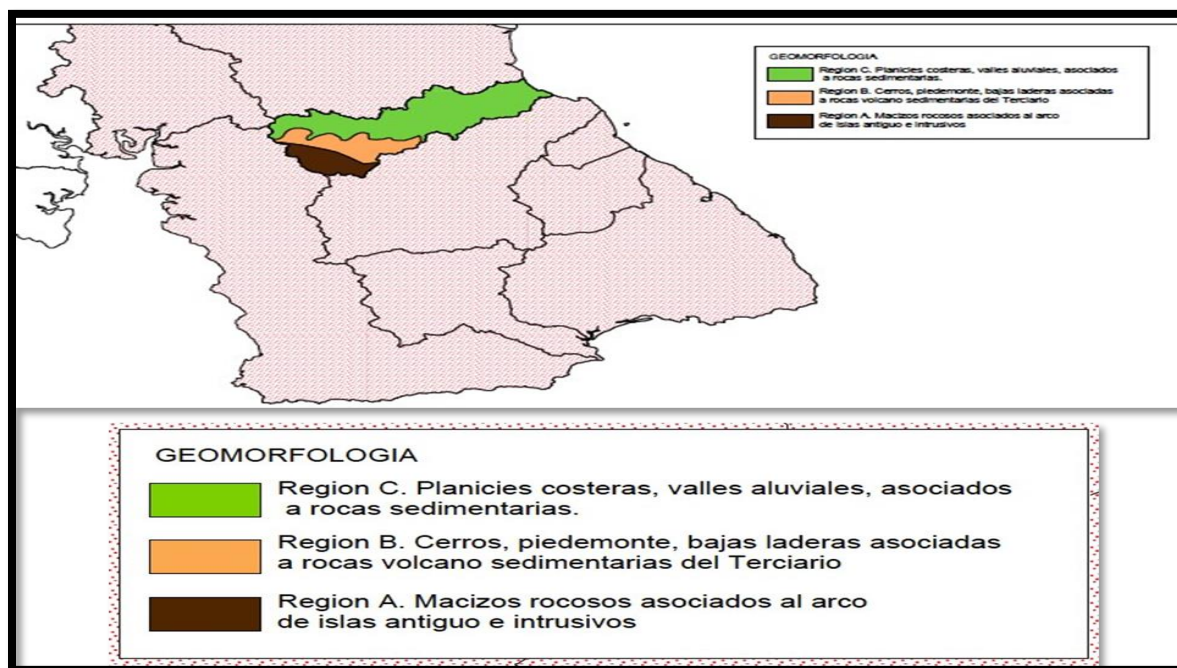 GEOMORFOLOGIA
Region C. Planicies costeras, valles aluviales, asociados
a rocas sedimentarias.
Region B. Cerros, piedemonte, bajas laderas asociadas
a rocas volcano sedimentarias del Terciario
Region A. Macizos rocosos asociados al arco
de islas antiguo e intrusivos
GEOMORFOLOGIA
Region C. Planicies costeras, valles aluviales, asociados
a rocas sedimentarias.
Region B. Cerros, piedemonte, bajas laderas asociadas
a rocas volcano sedimentarias del Terciario
Region A. Macizos rocosos asociados al arco
de islas antiguo e intrusivos